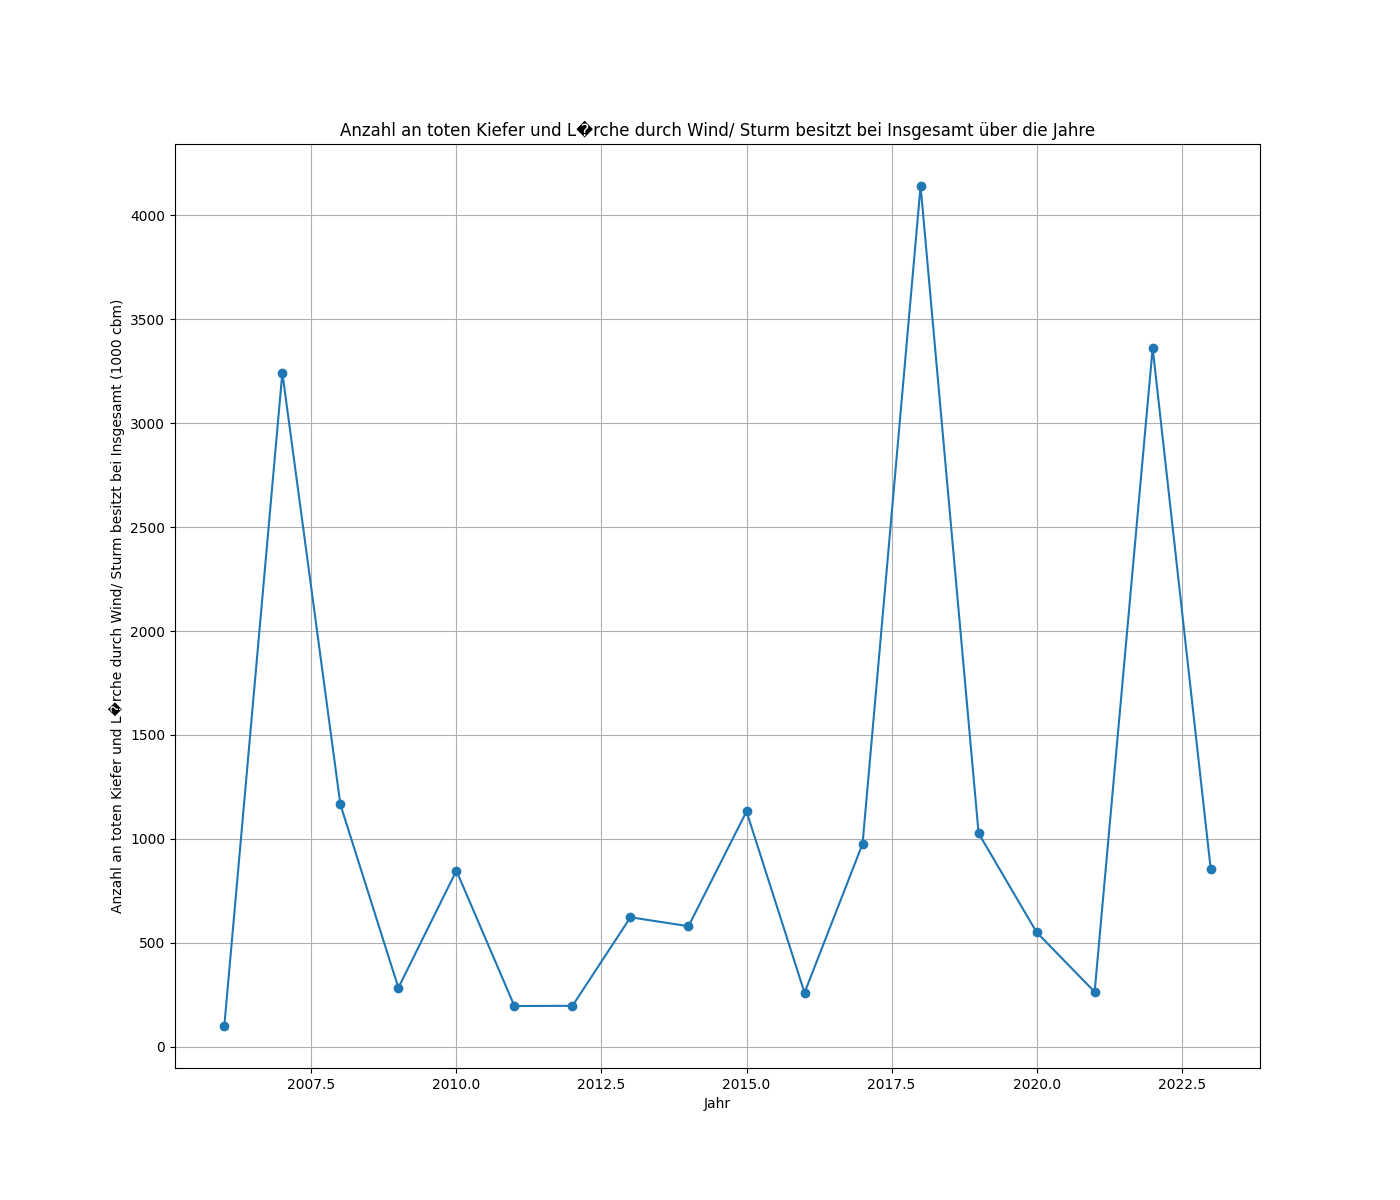 Anzahl an toten Kiefer und L�rche durch Wind/ Sturm besitzt bei Insgesamt über die Jahre
Anzahl an toten Kiefer und L�rche durch Wind/ Sturm besitzt bei Insgesamt (1000 cbm)
4000
3500
3000
2500
2000
1500
1000
500
0
2007.5 2010.0 2012.5 2015.0 2017.5 2020.0 2022.5
Jahr